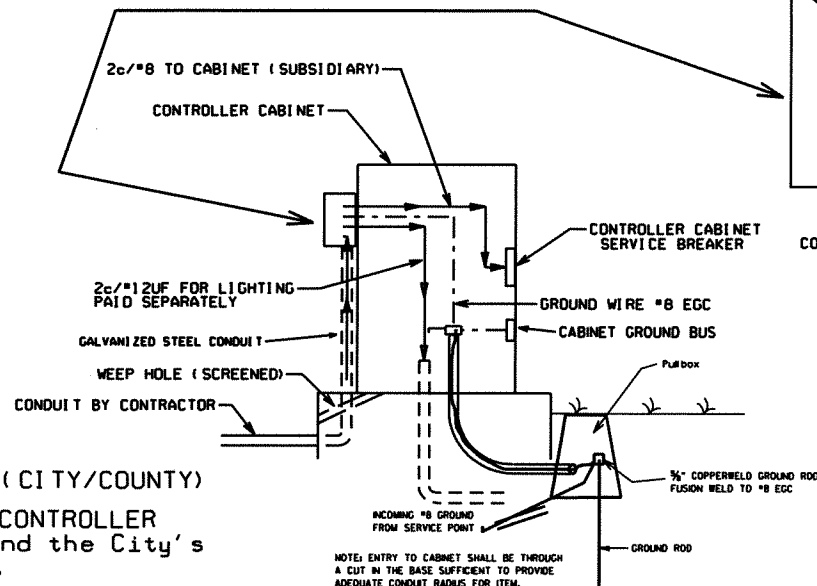 2c/#8 TO CABINET (SUBSIDIARY)
CONTROLLER CABINET
CONTROLLER CABINET
SERVICE BREAKER
CO
2c/#12UF FOR LIGHTING
PAID SEPARATELY
GROUND WIRE #8 EGC
GALVANIZED STEEL CONDUIT
CABINET GROUND BUS
WEEP HOLE (SCREENED)
Pullbox
CONDUIT BY CONTRACTOR
(CITY/COUNTY)
CONTROLLER
nd the City's
⅝" COPPERWELD GROUND ROD
FUSION WELD TO #8 EGC
INCOMING #8 GROUND
FROM SERVICE POINT
GROUND ROD
NOTE: ENTRY TO CABINET SHALL BE THROUGH
A CUT IN THE BASE SUFFICIENT TO PROVIDE
ADEQUATE CONDUIT RADIUS FOR ITEM.